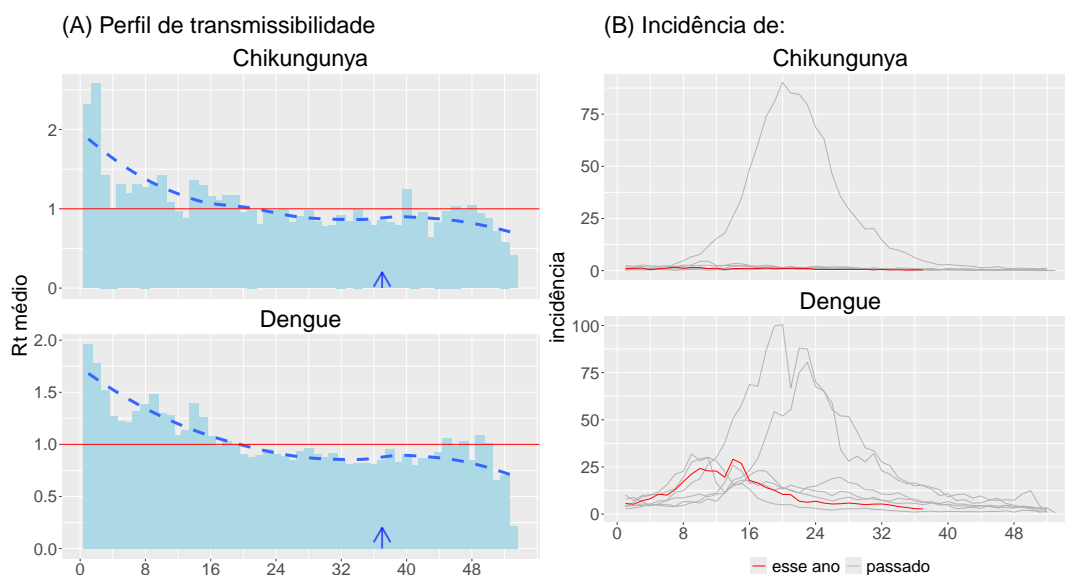 (A) Perfil de transmissibilidade
Chikungunya
2
1
0
Dengue
2.0
1.5
1.0
0.5
0.0
0 8 16 24 32 40 48
Rt médio
(B) Incidência de:
Chikungunya
75
50
25
0
Dengue
100
75
50
25
0
0 8 16 24 32 40 48
incidência
esse ano passado